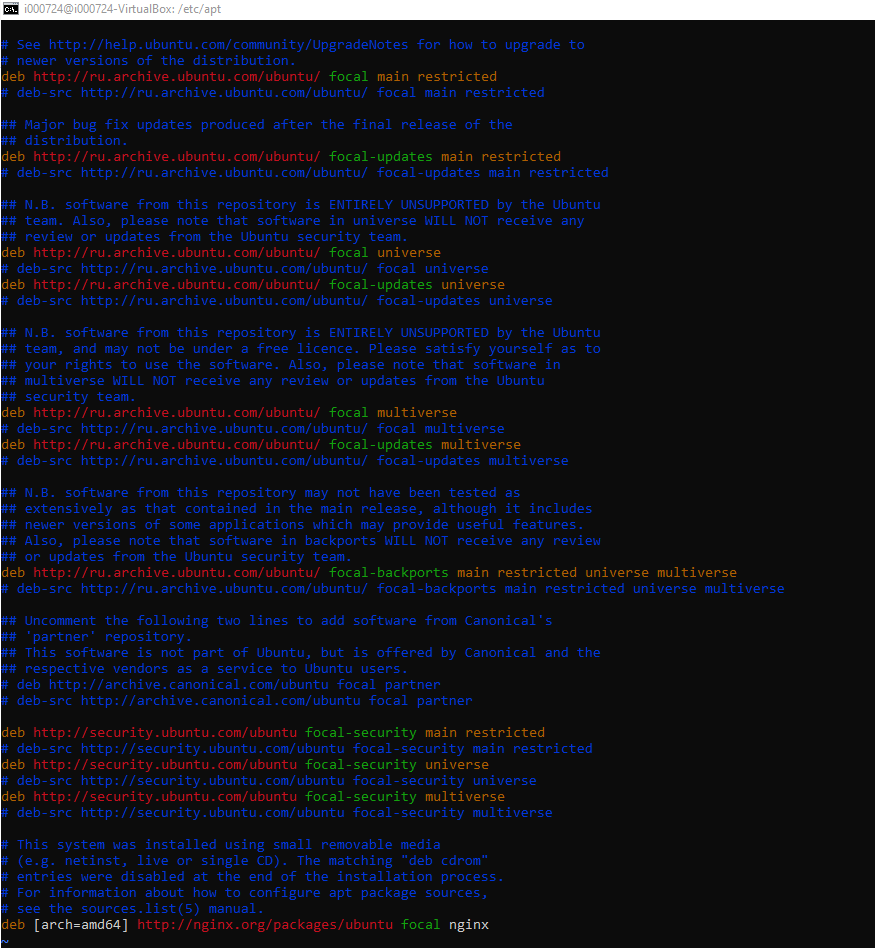 i000724@i000724-VirtualBox: /etc/apt
# See http://help.ubuntu.com/community/UpgradeNotes for how to upgrade to
# newer versions of the distribution.
deb http://ru.archive.ubuntu.com/ubuntu/ focal main restricted
# deb-src http://ru.archive.ubuntu.com/ubuntu/ focal main restricted
## Major bug fix updates produced after the final release of the
## distribution.
deb http://ru.archive.ubuntu.com/ubuntu/ focal-updates main restricted
# deb-src http://ru.archive.ubuntu.com/ubuntu/ focal-updates main restricted
## N.B. software from this repository is ENTIRELY UNSUPPORTED by the Ubuntu
## team. Also, please note that software in universe WILL NOT receive any
## review or updates from the Ubuntu security team.
deb http://ru.archive.ubuntu.com/ubuntu/ focal universe
# deb-src http://ru.archive.ubuntu.com/ubuntu/ focal universe
deb http://ru.archive.ubuntu.com/ubuntu/ focal-updates universe
# deb-src http://ru.archive.ubuntu.com/ubuntu/ focal-updates universe
## N.B. software from this repository is ENTIRELY UNSUPPORTED by the Ubuntu
## team, and may not be under a free licence. Please satisfy yourself as to
## your rights to use the software. Also, please note that software in
## multiverse WILL NOT receive any review or updates from the Ubuntu
## security team.
deb http://ru.archive.ubuntu.com/ubuntu/ focal multiverse
# deb-src http://ru.archive.ubuntu.com/ubuntu/ focal multiverse
deb http://ru.archive.ubuntu.com/ubuntu/ focal-updates multiverse
# deb-src http://ru.archive.ubuntu.com/ubuntu/ focal-updates multiverse
## N.B. software from this repository may not have been tested as
## extensively as that contained in the main release, although it includes
## newer versions of some applications which may provide useful features.
## Also, please note that software in backports WILL NOT receive any review
## or updates from the Ubuntu security team.
deb http://ru.archive.ubuntu.com/ubuntu/ focal-backports main restricted universe multiverse
# deb-src http://ru.archive.ubuntu.com/ubuntu/ focal-backports main restricted universe multiverse
## Uncomment the following two lines to add software from Canonical's
## 'partner' repository.
## This software is not part of Ubuntu, but is offered by Canonical and the
## respective vendors as a service to Ubuntu users.
# deb http://archive.canonical.com/ubuntu focal partner
# deb-src http://archive.canonical.com/ubuntu focal partner
deb http://security.ubuntu.com/ubuntu focal-security main restricted
# deb-src http://security.ubuntu.com/ubuntu focal-security main restricted
deb http://security.ubuntu.com/ubuntu focal-security universe
# deb-src http://security.ubuntu.com/ubuntu focal-security universe
deb http://security.ubuntu.com/ubuntu focal-security multiverse
# deb-src http://security.ubuntu.com/ubuntu focal-security multiverse
# This system was installed using small removable media
# (e.g. netinst, live or single CD). The matching "deb cdrom"
# entries were disabled at the end of the installation process.
# For information about how to configure apt package sources,
# see the sources.list(5) manual.
deb [arch=amd64] http://nginx.org/packages/ubuntu focal nginx
~